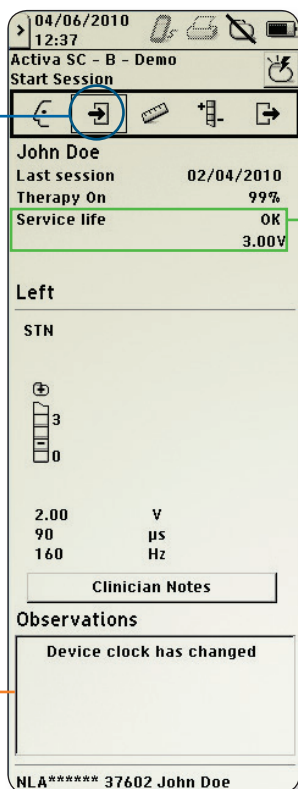 04/06/2010
12:37
Activa SC - B - Demo
Start Session
John Doe
Last session 02/04/2010
Therapy On 99%
Service life OK
3.00V
Left
STN
3
0
2.00 V
90 µs
160 Hz
Clinician Notes
Observations
Device clock has changed
NLA****** 37602 John Doe